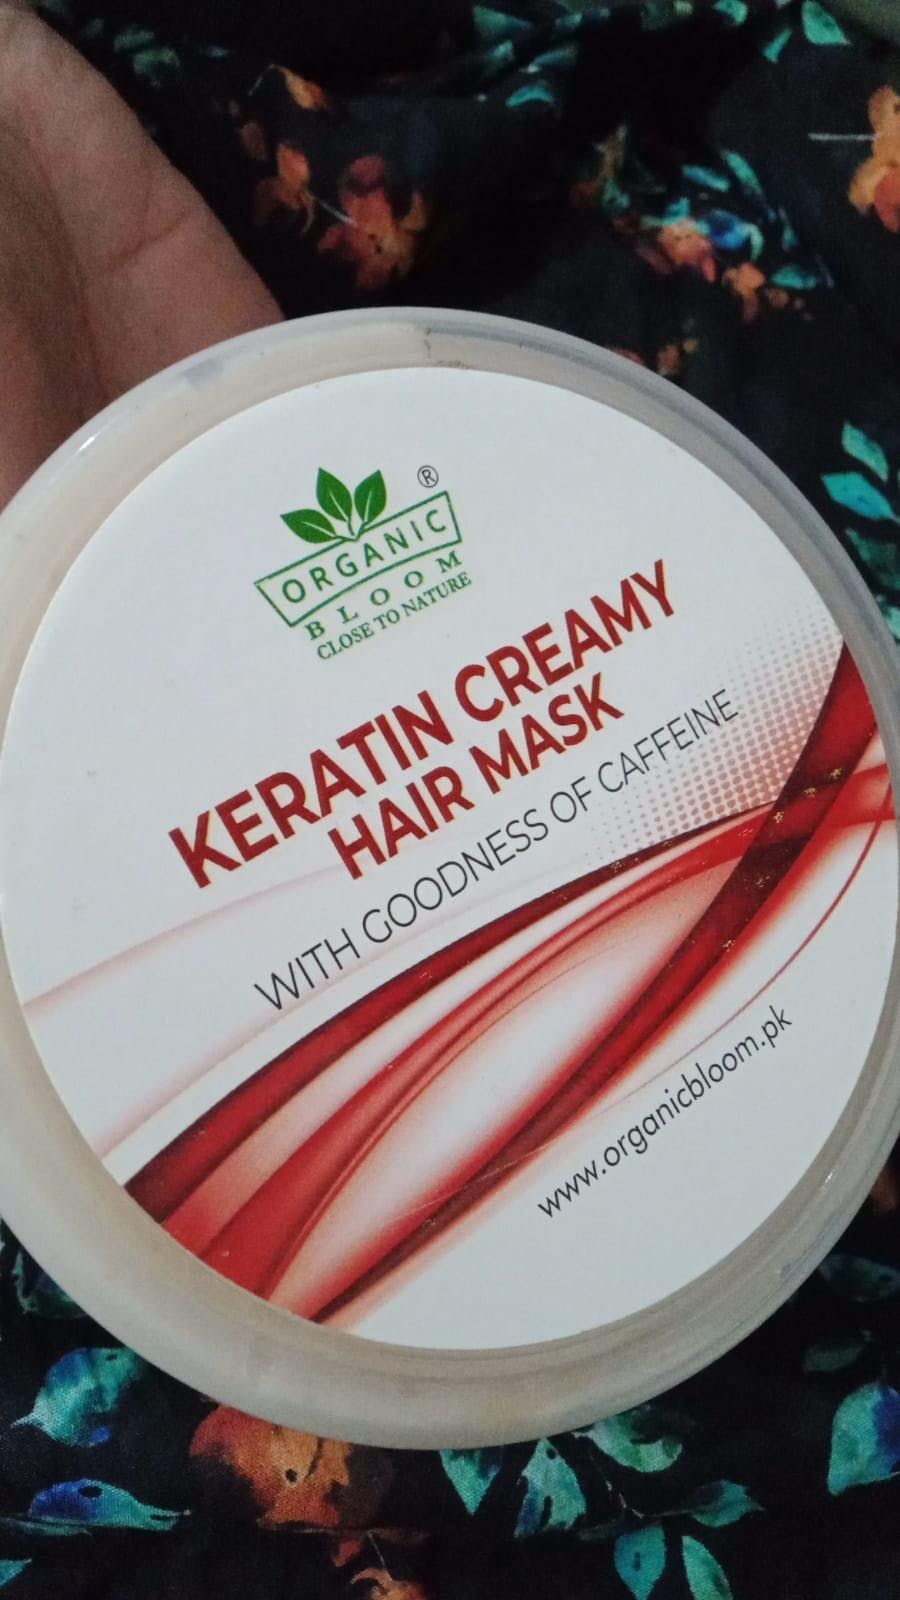 ®
ORGANIC
BLOOM
CLOSE TO NATURE
KERATIN CREAMY
HAIR MASK
WITH GOODNESS OF CAFFEINE
www.organicbloom.pk